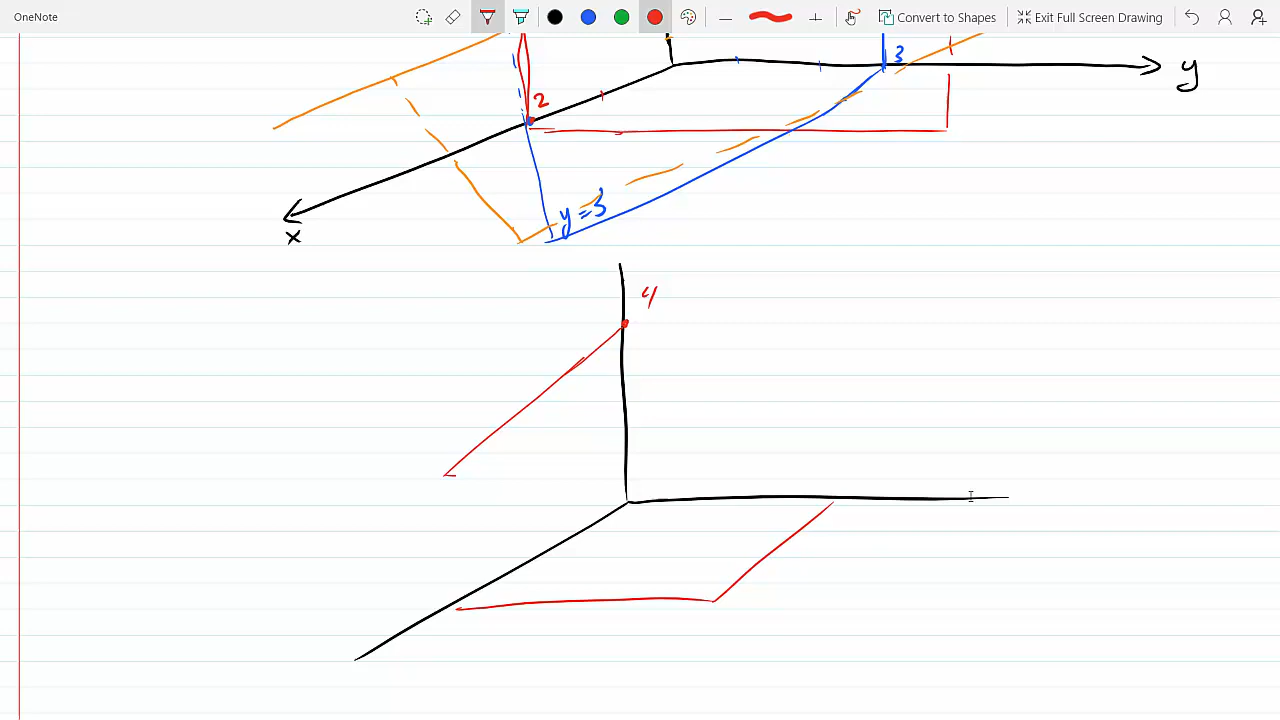 OneNote
Convert to Shapes
Exit Full Screen Drawing
3
y
2
y=3
x
4